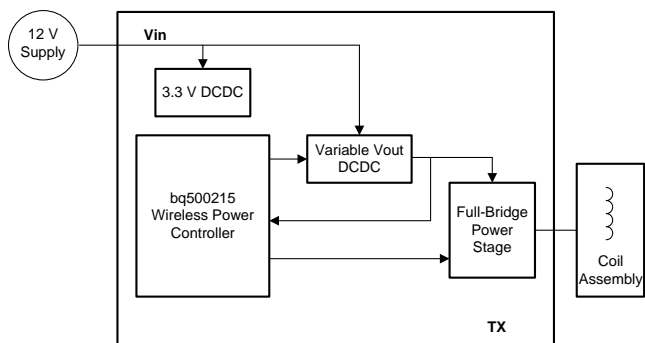 12 V
Supply
Vin
3.3 V DCDC
Variable Vout
DCDC
bq500215
Wireless Power
Controller
Full-Bridge
Power
Stage
Coil
Assembly
TX